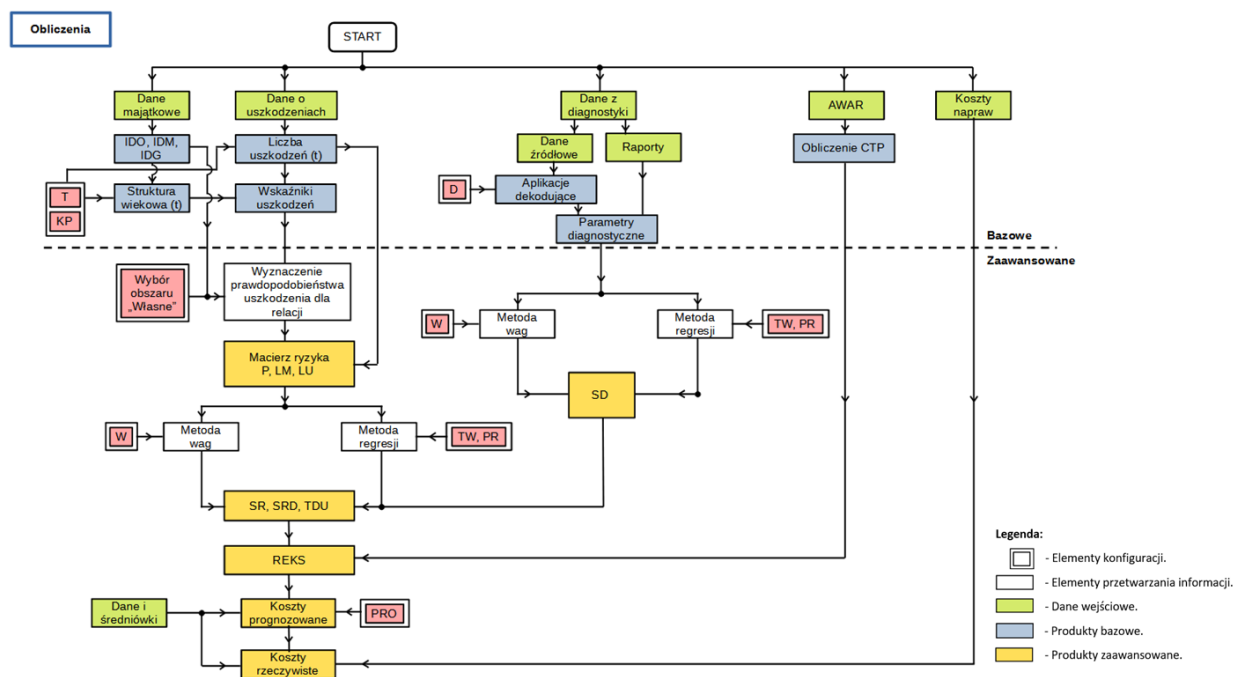 Obliczenia
START
Dane
majątkowe
Dane o
uszkodzeniach
Dane z
diagnostyki
AWAR
Koszty
napraw
IDO, IDM,
IDG
Liczba
uszkodzeń (t)
Dane
źródłowe
Raporty
Obliczenie CTP
T
KP
Struktura
wiekowa (t)
Wskaźniki
uszkodzeń
D
Aplikacje
dekodujące
Parametry
diagnostyczne
Bazowe
Zaawansowane
Wybór
obszaru
„Własne”
Wyznaczenie
prawdopodobieństwa
uszkodzenia dla
relacji
W
Metoda
wag
Metoda
regresji
TW, PR
Macierz ryzyka
P, LM, LU
SD
W
Metoda
wag
Metoda
regresji
TW, PR
SR, SRD, TDU
REKS
Dane i
średniówki
Koszty
prognozowane
PRO
Koszty
rzeczywiste
Legenda:
- Elementy konfiguracji.
- Elementy przetwarzania informacji.
- Dane wejściowe.
- Produkty bazowe.
- Produkty zaawansowane.